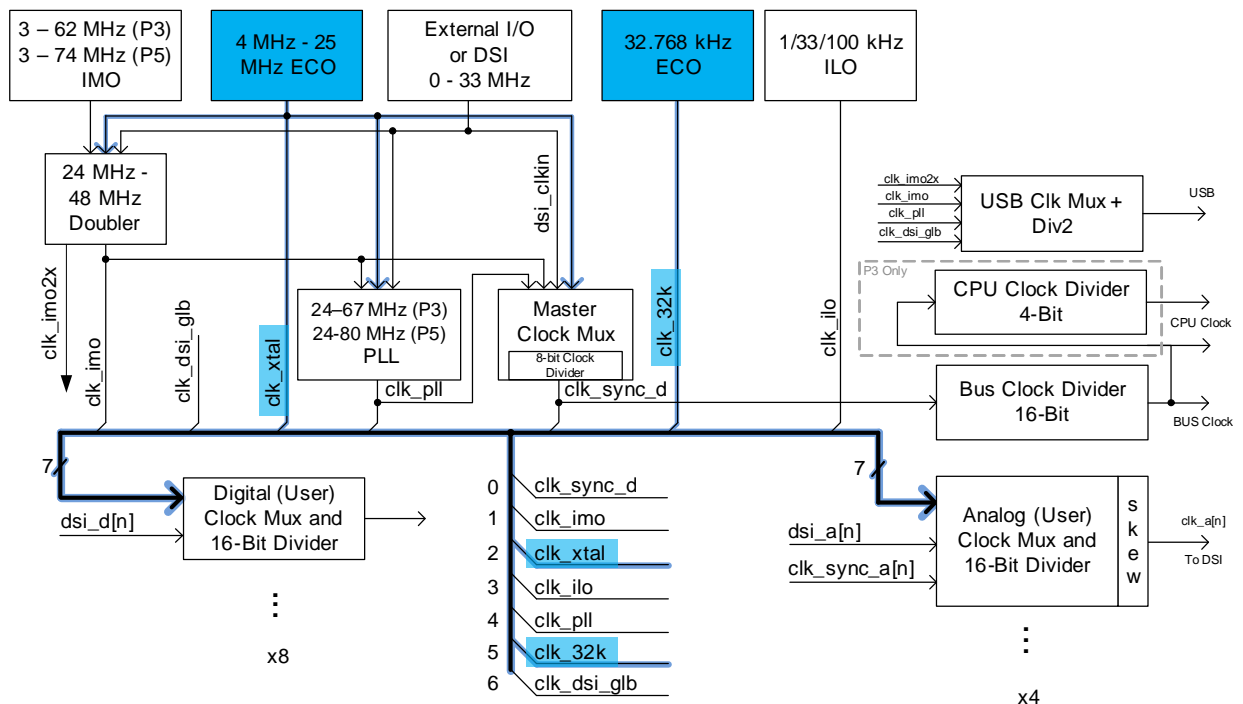 3 – 62 MHz (P3)
3 – 74 MHz (P5)
IMO
4 MHz - 25
MHz ECO
External I/O
or DSI
0 - 33 MHz
32.768 kHz
ECO
1/33/100 kHz
ILO
24 MHz -
48 MHz
Doubler
dsi_clkin
clk_imo2x
clk_imo
clk_dsi_glb
clk_xtal
24–67 MHz (P3)
24-80 MHz (P5)
PLL
clk_pll
Master
Clock Mux
8-bit Clock
Divider
clk_sync_d
clk_32k
clk_ilo
clk_imo2x
clk_imo
clk_pll
clk_dsi_glb
USB Clk Mux +
Div2
USB
P3 Only
CPU Clock Divider
4-Bit
CPU Clock
Bus Clock Divider
16-Bit
BUS Clock
7
dsi_d[n]
Digital (User)
Clock Mux and
16-Bit Divider
x8
0 clk_sync_d
1 clk_imo
2 clk_xtal
3 clk_ilo
4 clk_pll
5 clk_32k
6 clk_dsi_glb
7
dsi_a[n]
clk_sync_a[n]
Analog (User)
Clock Mux and
16-Bit Divider
skew
clk_a[n]
To DSI
x4